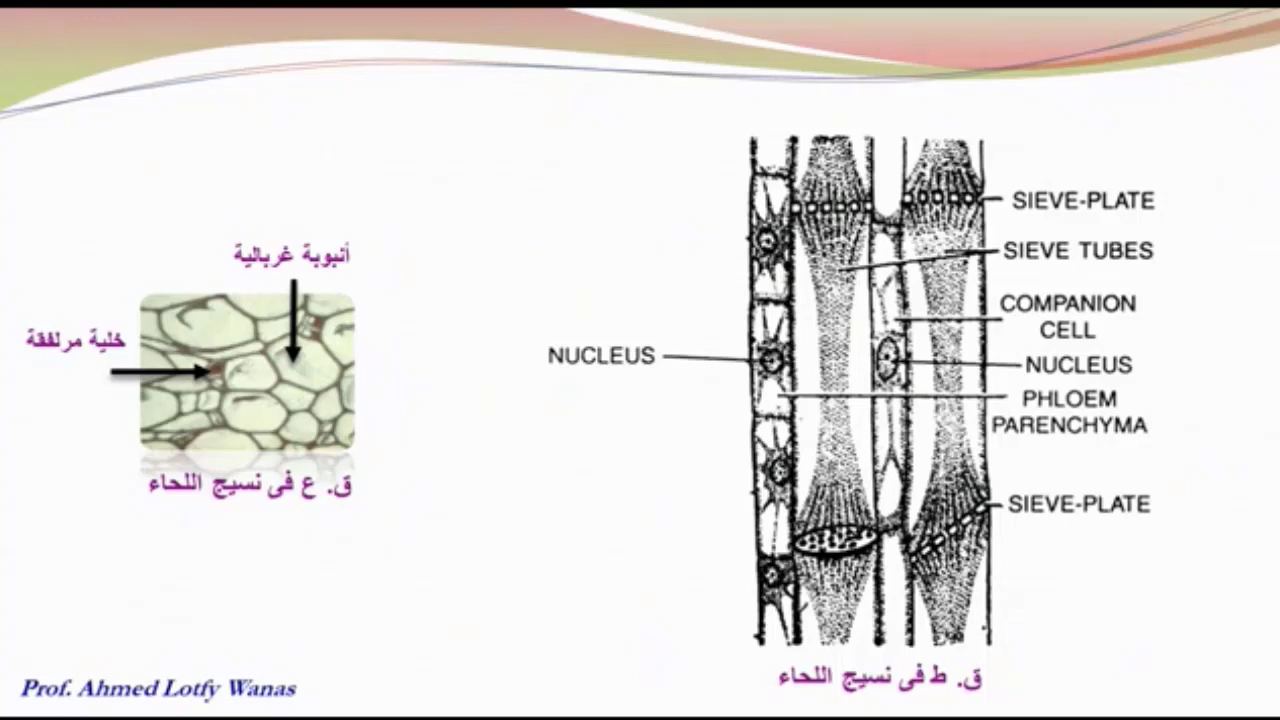 أنبوبة غربالية
خلية مرلفقة
ق. ع فى نسيج اللحاء
SIEVE-PLATE
SIEVE TUBES
COMPANION
CELL
NUCLEUS
NUCLEUS
PHLOEM
PARENCHYMA
SIEVE-PLATE
ق. ط فى نسيج اللحاء
Prof. Ahmed Lotfy Wanas